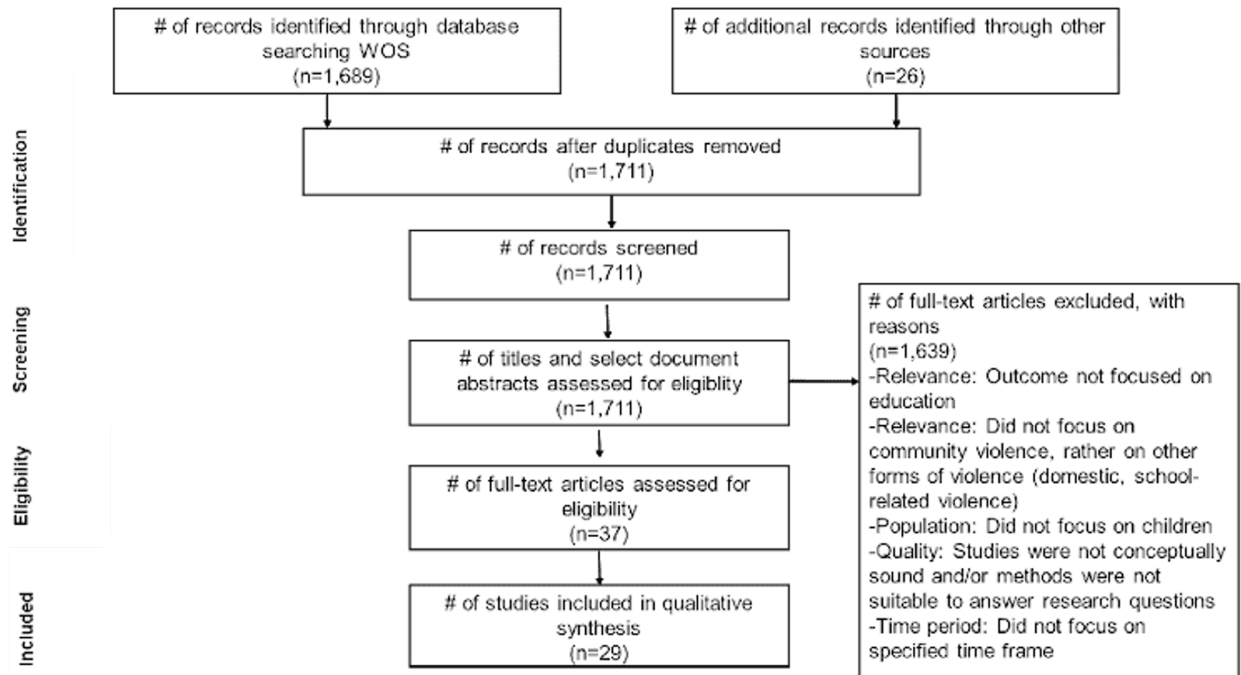 # of records identified through database
searching WOS
(n=1,689)
# of additional records identified through other
sources
(n=26)
Identification
# of records after duplicates removed
(n=1,711)
# of records screened
(n=1,711)
Screening
# of titles and select document
abstracts assessed for eligiblity
(n=1,711)
# of full-text articles excluded, with
reasons
(n=1,639)
-Relevance: Outcome not focused on
education
-Relevance: Did not focus on
community violence, rather on other
forms of violence (domestic, school-
related violence)
-Population: Did not focus on children
-Quality: Studies were not conceptually
sound and/or methods were not
suitable to answer research questions
-Time period: Did not focus on
specified time frame
Eligibility
# of full-text articles assessed for
eligibility
(n=37)
Included
# of studies included in qualitative
synthesis
(n=29)